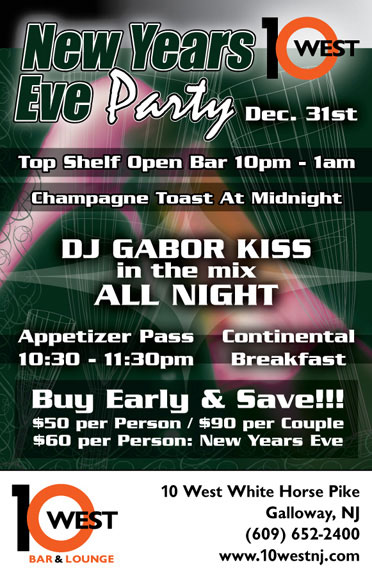 New Years
Eve Party
10 WEST
Dec. 31st
Top Shelf Open Bar 10pm - 1am
Champagne Toast At Midnight
DJ GABOR KISS
in the mix
ALL NIGHT
Appetizer Pass
10:30 - 11:30pm
Continental
Breakfast
Buy Early & Save!!!
$50 per Person / $90 per Couple
$60 per Person: New Years Eve
10 WEST
BAR & LOUNGE
10 West White Horse Pike
Galloway, NJ
(609) 652-2400
www.10westnj.com